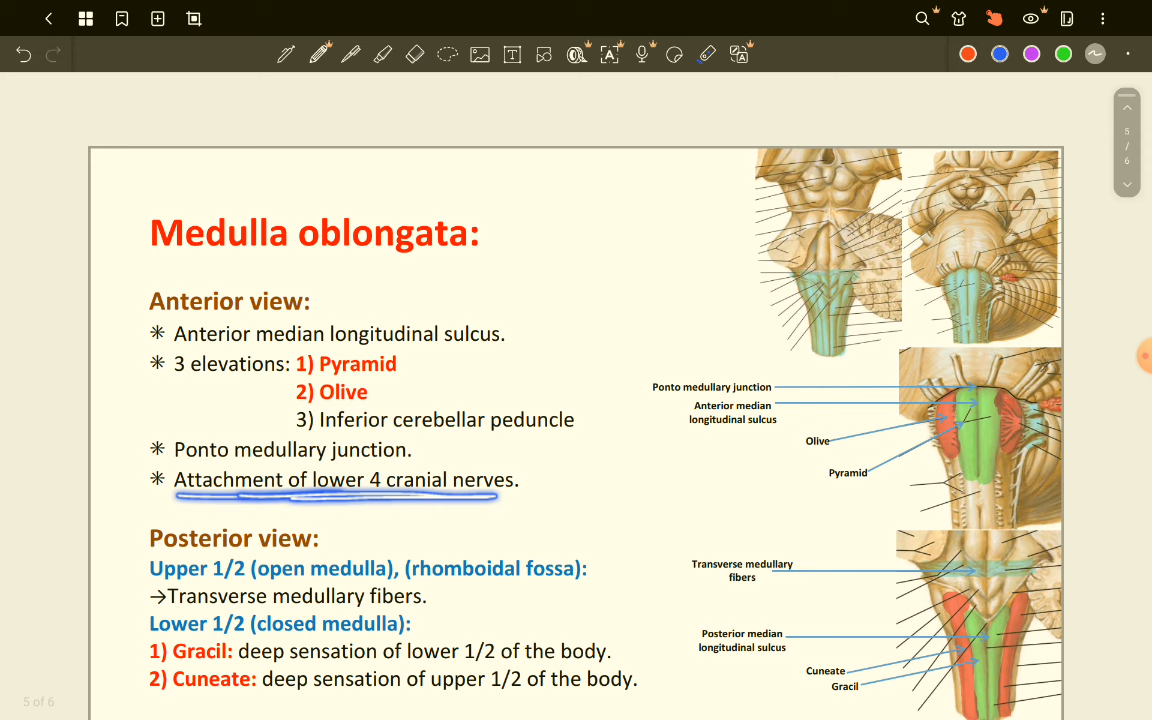 5
/
6
Medulla oblongata:
Anterior view:
✳ Anterior median longitudinal sulcus.
✳ 3 elevations: 1) Pyramid
2) Olive
3) Inferior cerebellar peduncle
✳ Ponto medullary junction.
✳ Attachment of lower 4 cranial nerves.
Ponto medullary junction
Anterior median
longitudinal sulcus
Olive
Pyramid
Posterior view:
Upper 1/2 (open medulla), (rhomboidal fossa):
→Transverse medullary fibers.
Lower 1/2 (closed medulla):
1) Gracil: deep sensation of lower 1/2 of the body.
2) Cuneate: deep sensation of upper 1/2 of the body.
Transverse medullary
fibers
Posterior median
longitudinal sulcus
Cuneate
Gracil
5 of 6